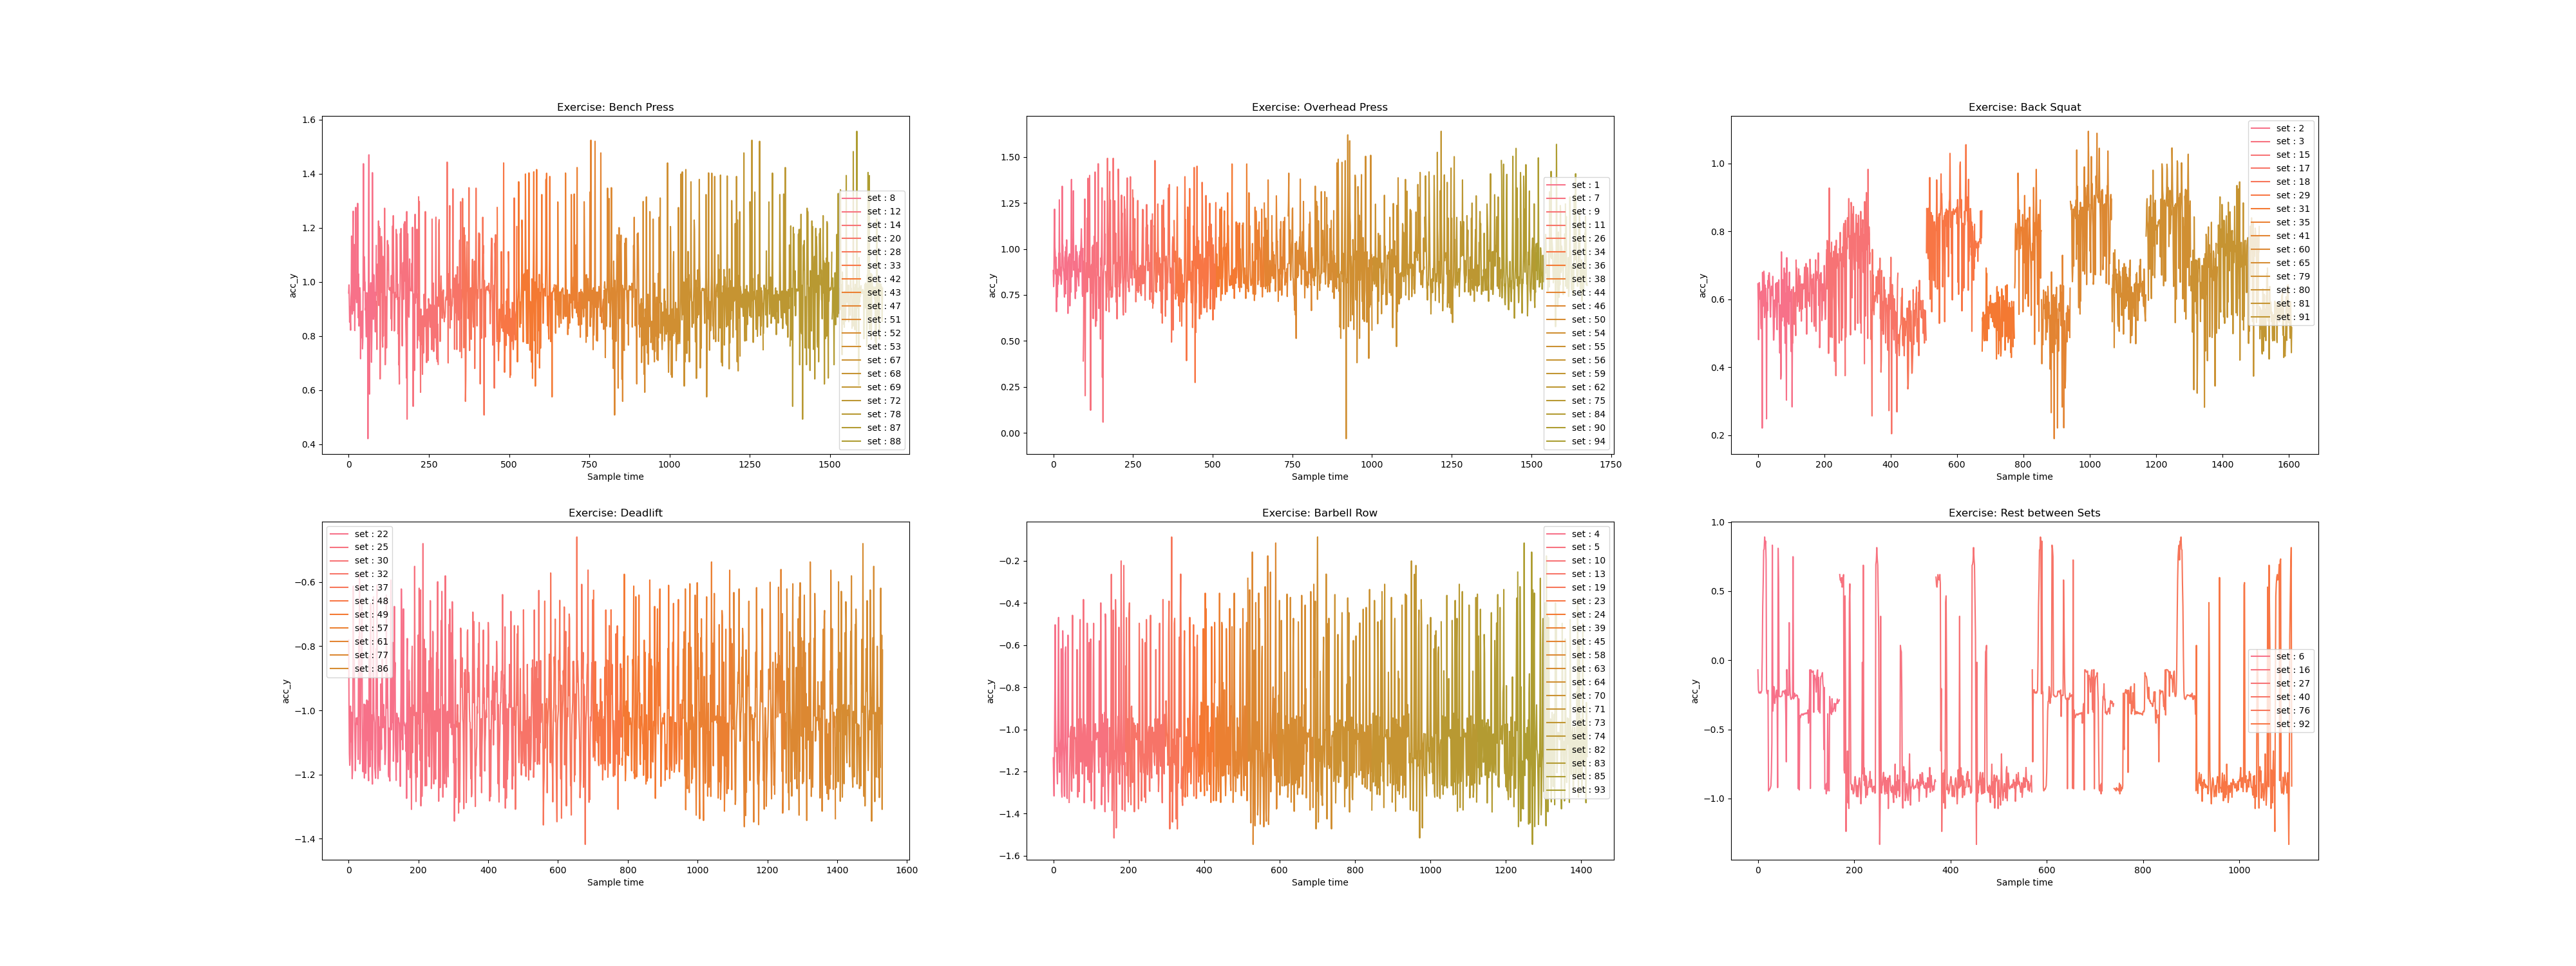 Exercise: Bench Press
1.6
1.4
1.2
1.0
0.8
0.6
0.4
acc_y
0 250 500 750 1000 1250 1500
Sample time
set : 8
set : 12
set : 14
set : 20
set : 28
set : 33
set : 42
set : 43
set : 47
set : 51
set : 52
set : 53
set : 67
set : 68
set : 69
set : 72
set : 78
set : 87
set : 88
Exercise: Overhead Press
1.50
1.25
1.00
0.75
0.50
0.25
0.00
acc_y
0 250 500 750 1000 1250 1500 1750
Sample time
set : 1
set : 7
set : 9
set : 11
set : 26
set : 34
set : 36
set : 38
set : 44
set : 46
set : 50
set : 54
set : 55
set : 56
set : 59
set : 62
set : 75
set : 84
set : 90
set : 94
Exercise: Back Squat
1.0
0.8
0.6
0.4
0.2
acc_y
0 200 400 600 800 1000 1200 1400 1600
Sample time
set : 2
set : 3
set : 15
set : 17
set : 18
set : 29
set : 31
set : 35
set : 41
set : 60
set : 65
set : 79
set : 80
set : 81
set : 91
Exercise: Deadlift
−0.6
−0.8
−1.0
−1.2
−1.4
acc_y
0 200 400 600 800 1000 1200 1400 1600
Sample time
set : 22
set : 25
set : 30
set : 32
set : 37
set : 48
set : 49
set : 57
set : 61
set : 77
set : 86
Exercise: Barbell Row
−0.2
−0.4
−0.6
−0.8
−1.0
−1.2
−1.4
−1.6
acc_y
0 200 400 600 800 1000 1200 1400
Sample time
set : 4
set : 5
set : 10
set : 13
set : 19
set : 23
set : 24
set : 39
set : 45
set : 58
set : 63
set : 64
set : 70
set : 71
set : 73
set : 74
set : 82
set : 83
set : 85
set : 93
Exercise: Rest between Sets
1.0
0.5
0.0
−0.5
−1.0
acc_y
0 200 400 600 800 1000
Sample time
set : 6
set : 16
set : 27
set : 40
set : 76
set : 92